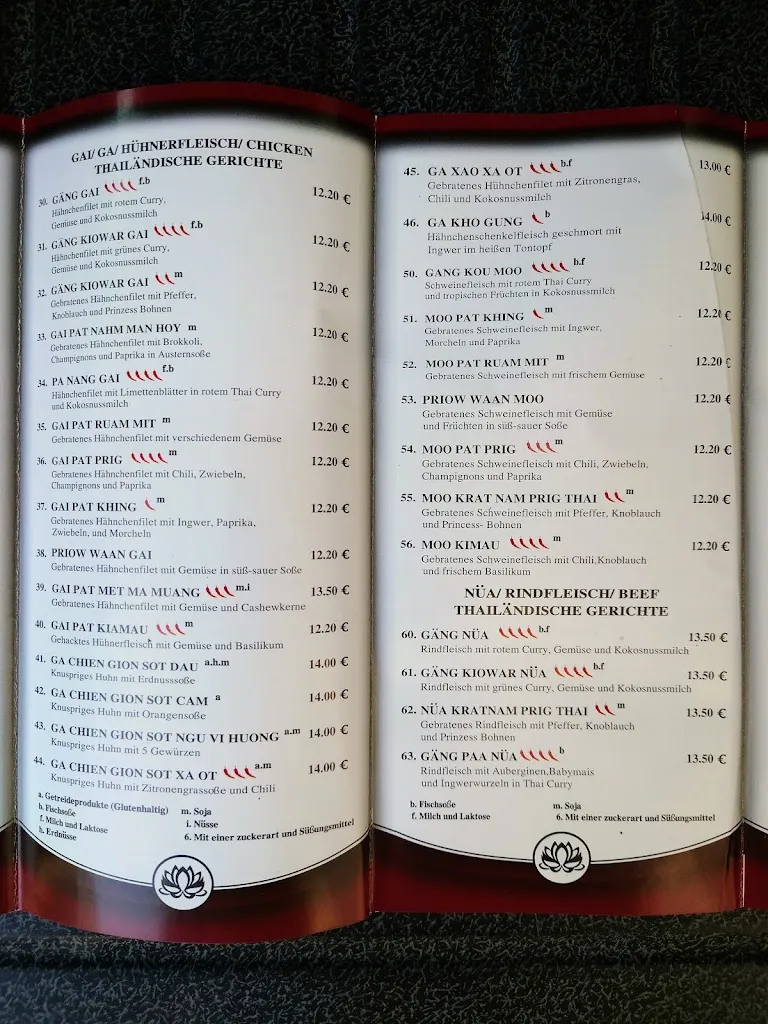 GAI/ GA/ HÜHNERFLEISCH/ CHICKEN
THAILÄNDISCHE GERICHTE
30. GÄNG GAI f.b 12.20 €
Hähnchenfilet mit rotem Curry,
Gemüse und Kokosnussmilch
31. GÄNG KIOWAR GAI f.b 12.20 €
Hähnchenfilet mit grünes Curry,
Gemüse und Kokosnussmilch
32. GÄNG KIOWAR GAI m 12.20 €
Gebratenes Hähnchenfilet mit Pfeffer,
Knoblauch und Prinzess Bohnen
33. GAI PAT NAHM MAN HOY m 12.20 €
Gebratenes Hähnchenfilet mit Brokkoli,
Champignons und Paprika in Austernsoße
34. PA NANG GAI f.b 12.20 €
Hähnchenfilet mit Limettenblätter in rotem Thai Curry
und Kokosnussmilch
35. GAI PAT RUAM MIT m 12.20 €
Gebratenes Hähnchenfilet mit verschiedenem Gemüse
36. GAI PAT PRIG m 12.20 €
Gebratenes Hähnchenfilet mit Chili, Zwiebeln,
Champignons und Paprika
37. GAI PAT KHING m 12.20 €
Gebratenes Hähnchenfilet mit Ingwer, Paprika,
Zwiebeln, und Morcheln
38. PRIOW WAAN GAI 12.20 €
Gebratenes Hähnchenfilet mit Gemüse in süß-sauer Soße
39. GAI PAT MET MA MUANG m.i 13.50 €
Gebratenes Hähnchenfilet mit Gemüse und Cashewkerne
40. GAI PAT KIAMAU m 12.20 €
Gehacktes Hühnerfleisch mit Gemüse und Basilikum
41. GA CHIEN GION SOT DAU a.h.m 14.00 €
Knuspriges Huhn mit Erdnusssoße
42. GA CHIEN GION SOT CAM a 14.00 €
Knuspriges Huhn mit Orangensoße
43. GA CHIEN GION SOT NGU VI HUONG a.m 14.00 €
Knuspriges Huhn mit 5 Gewürzen
44. GA CHIEN GION SOT XA OT a.m 14.00 €
Knuspriges Huhn mit Zitronengrassoße und Chili
a. Getreideprodukte (Glutenhaltig)
b. Fischsoße
f. Milch und Laktose
h. Erdnüsse
m. Soja
i. Nüsse
6. Mit einer zuckerart und Süßungsmittel
45. GA XAO XA OT b.f 13.00 €
Gebratenes Hühnchenfilet mit Zitronengras,
Chili und Kokosnussmilch
46. GA KHO GUNG b 14.00 €
Hähnchenschenkelfleisch geschmort mit
Ingwer im heißen Tontopf
50. GANG KOU MOO b.f 12.20 €
Schweinefleisch mit rotem Thai Curry
und tropischen Früchten in Kokosnussmilch
51. MOO PAT KHING m 12.20 €
Gebratenes Schweinefleisch mit Ingwer,
Morcheln und Paprika
52. MOO PAT RUAM MIT m 12.20 €
Gebratenes Schweinefleisch mit frischem Gemüse
53. PRIOW WAAN MOO 12.20 €
Gebratenes Schweinefleisch mit Gemüse
und Früchten in süß-sauer Soße
54. MOO PAT PRIG m 12.20 €
Gebratenes Schweinefleisch mit Chili, Zwiebeln,
Champignons und Paprika
55. MOO KRAT NAM PRIG THAI m 12.20 €
Gebratenes Schweinefleisch mit Pfeffer, Knoblauch
und Princess- Bohnen
56. MOO KIMAU m 12.20 €
Gebratenes Schweinefleisch mit Chili,Knoblauch
und frischem Basilikum
NÜA/ RINDFLEISCH/ BEEF
THAILÄNDISCHE GERICHTE
60. GÄNG NÜA b.f 13.50 €
Rindfleisch mit rotem Curry, Gemüse und Kokosnussmilch
61. GÄNG KIOWAR NÜA b.f 13.50 €
Rindfleisch mit grünes Curry, Gemüse und Kokosnussmilch
62. NÜA KRATNAM PRIG THAI m 13.50 €
Gebratenes Rindfleisch mit Pfeffer, Knoblauch
und Prinzess Bohnen
63. GÄNG PAA NÜA b 13.50 €
Rindfleisch mit Auberginen,Babymais
und Ingwerwurzeln in Thai Curry
b. Fischsoße
f. Milch und Laktose
m. Soja
6. Mit einer zuckerart und Süßungsmittel